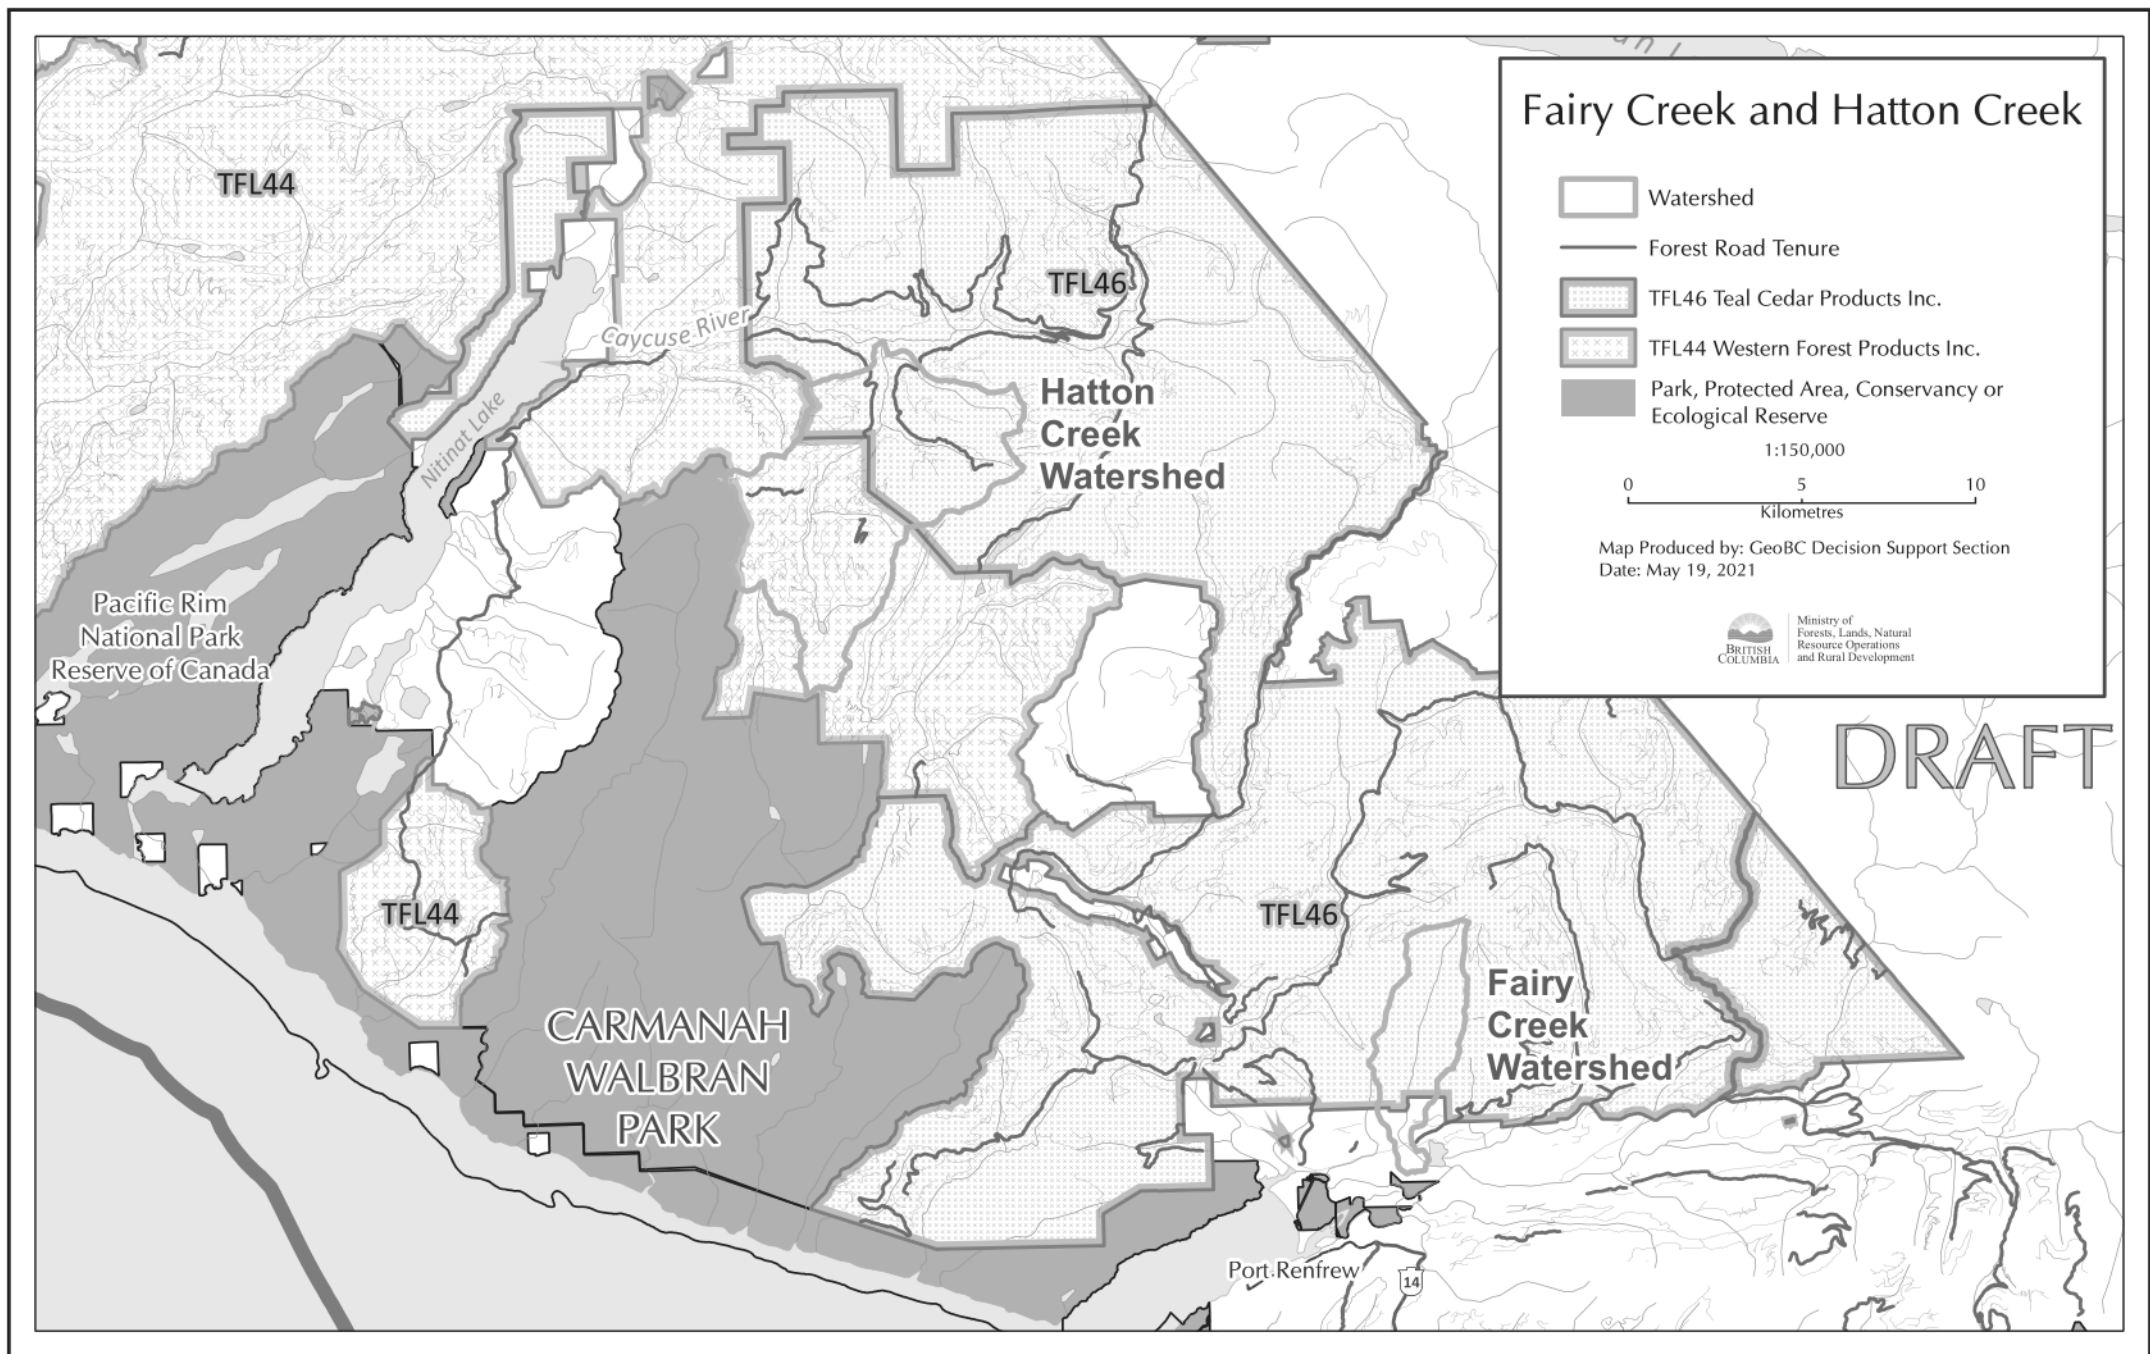 Fairy Creek and Hatton Creek
Watershed
Forest Road Tenure
TFL46 Teal Cedar Products Inc.
TFL44 Western Forest Products Inc.
Park, Protected Area, Conservancy or
Ecological Reserve
1:150,000
0 5 10
Kilometres
Map Produced by: GeoBC Decision Support Section
Date: May 19, 2021
BRITISH
COLUMBIA
Ministry of
Forests, Lands, Natural
Resource Operations
and Rural Development
DRAFT
TFL44
TFL46
Caycuse River
Nitinat Lake
Hatton
Creek
Watershed
Pacific Rim
National Park
Reserve of Canada
TFL44
TFL46
Fairy
Creek
Watershed
CARMANAH
WALBRAN
PARK
Port Renfrew
14